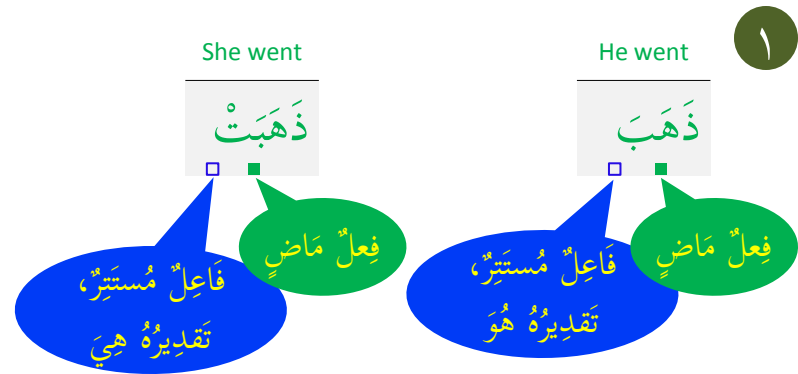 ١
He went
ذَهَبَ
فِعلٌ مَاضٍ
فَاعِلٌ مُستَتِرٌ،
تَقدِيرُهُ هُوَ
She went
ذَهَبَتْ
فِعلٌ مَاضٍ
فَاعِلٌ مُستَتِرٌ،
تَقدِيرُهُ هِيَ